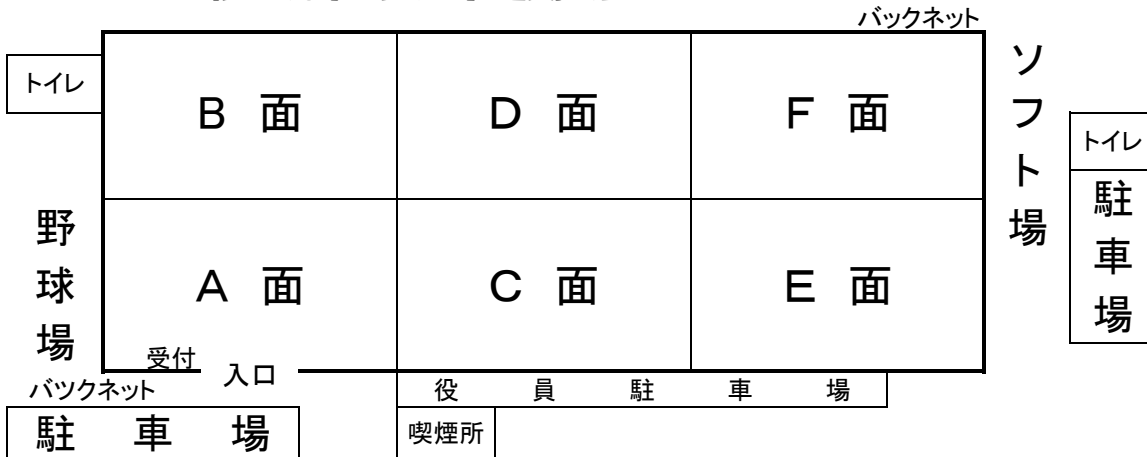 バックネット
トイレ
B 面
D 面
F 面
ソフト場
トイレ
駐車場
野球場
A 面
C 面
E 面
受付
入口
バツクネット
役員駐車場
駐車場
喫煙所